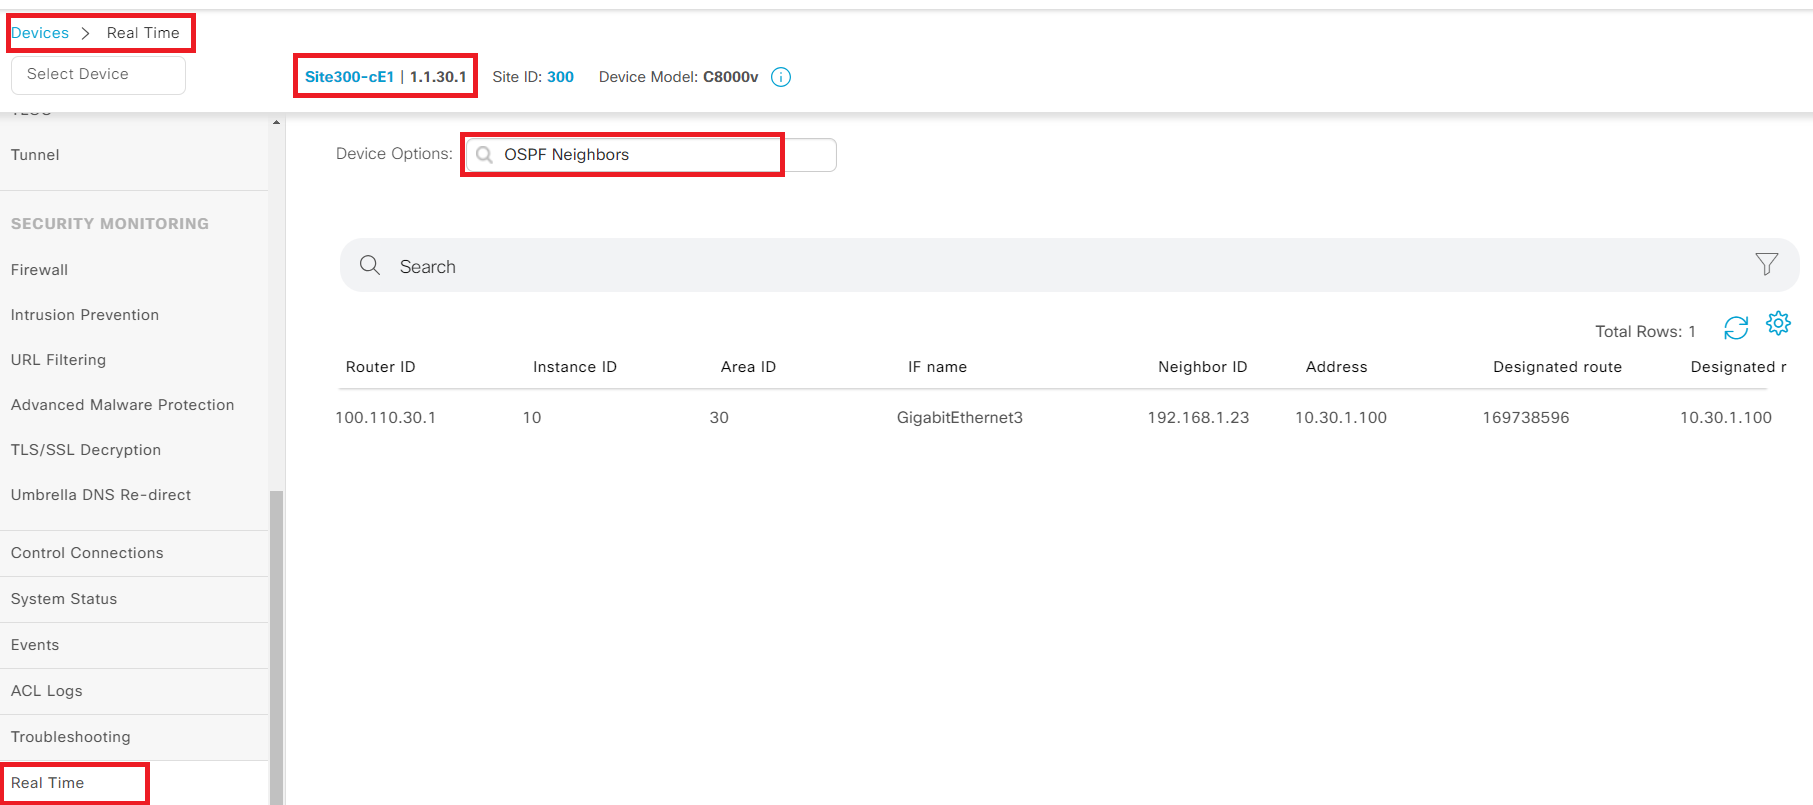 Devices > Real Time
Select Device
Site300-cE1 | 1.1.30.1 Site ID: 300 Device Model: C8000v
Tunnel
SECURITY MONITORING
Firewall
Intrusion Prevention
URL Filtering
Advanced Malware Protection
TLS/SSL Decryption
Umbrella DNS Re-direct
Control Connections
System Status
Events
ACL Logs
Troubleshooting
Real Time
Device Options: OSPF Neighbors
Search
Total Rows: 1
Router ID Instance ID Area ID IF name Neighbor ID Address Designated route Designated r
100.110.30.1 10 30 GigabitEthernet3 192.168.1.23 10.30.1.100 169738596 10.30.1.100